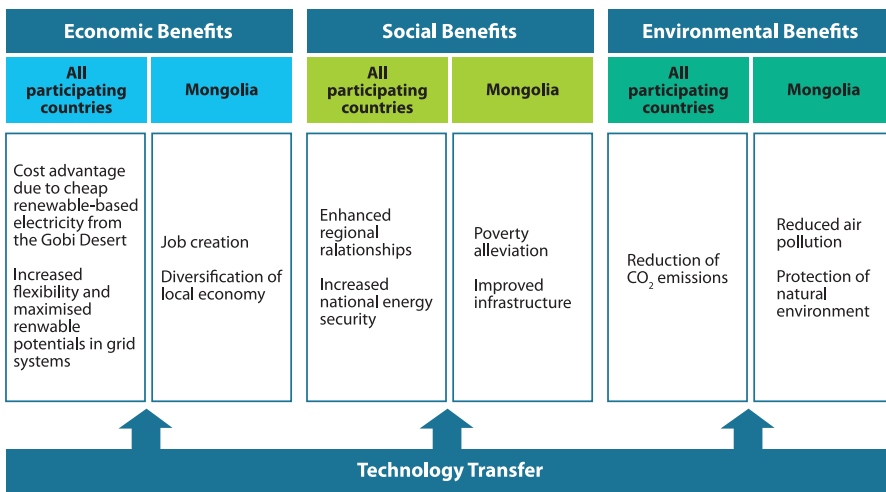 Economic Benefits
All
participating
countries
Mongolia
Cost advantage
due to cheap
renewable-based
electricity from
the Gobi Desert
Increased
flexibility and
maximised
renwable
potentials in grid
systems
Job creation
Diversification of
local economy
Social Benefits
All
participating
countries
Mongolia
Enhanced
regional
ralationships
Increased
national energy
security
Poverty
alleviation
Improved
infrastructure
Environmental Benefits
All
participating
countries
Mongolia
Reduction of
CO₂ emissions
Reduced air
pollution
Protection of
natural
environment
Technology Transfer